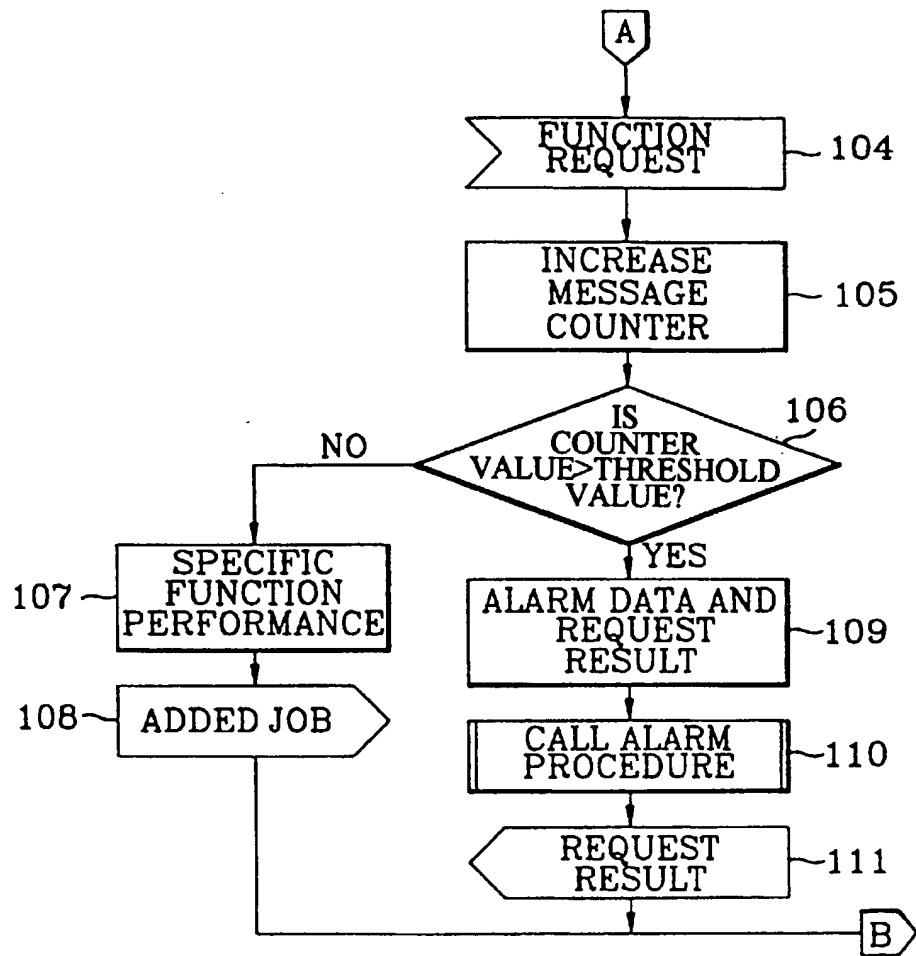 A
FUNCTION
REQUEST
104
INCREASE
MESSAGE
COUNTER
105
106
IS
COUNTER
VALUE>THRESHOLD
VALUE?
NO
YES
SPECIFIC
FUNCTION
PERFORMANCE
107
ADDED JOB
108
ALARM DATA AND
REQUEST
RESULT
109
CALL ALARM
PROCEDURE
110
REQUEST
RESULT
111
B